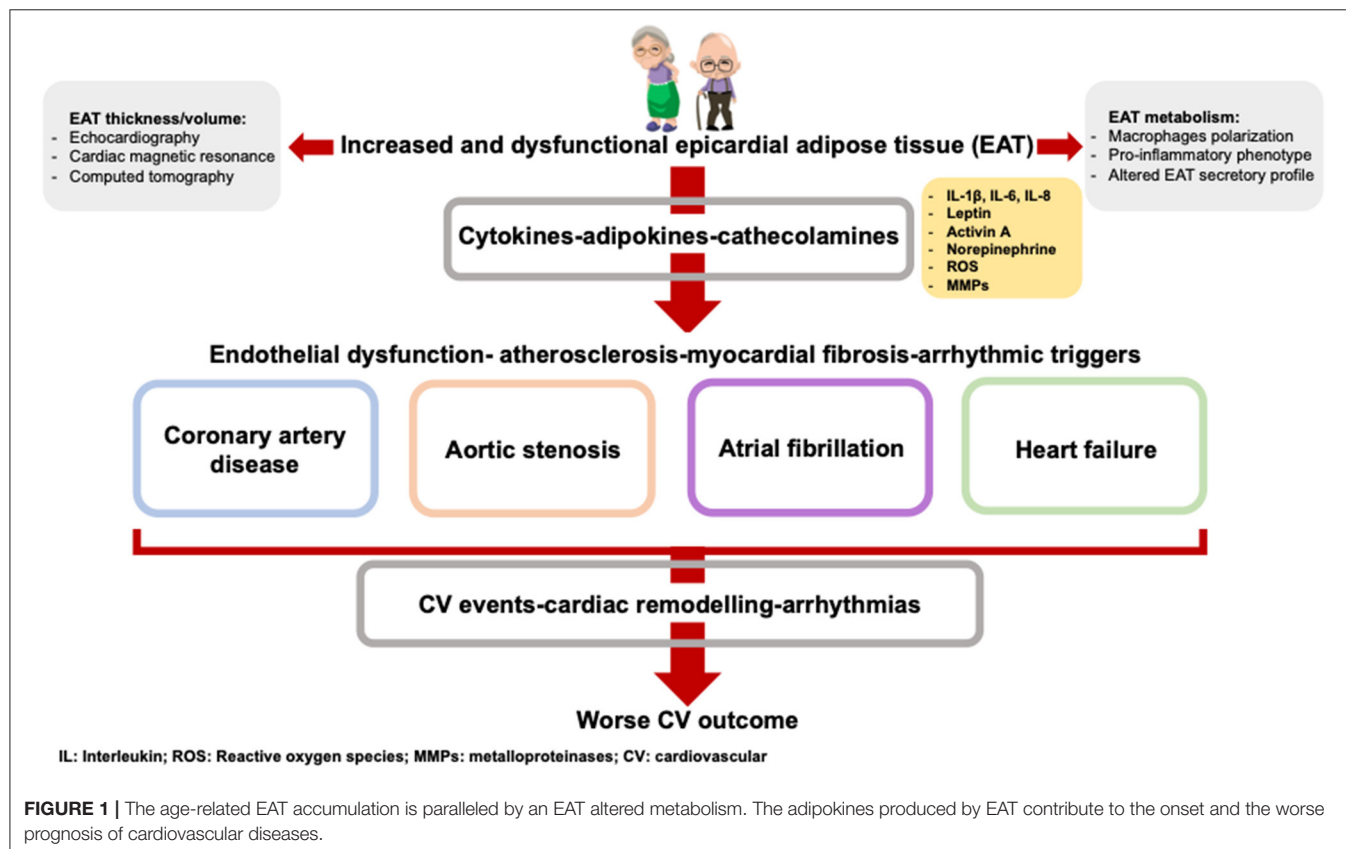 EAT thickness/volume:
- Echocardiography
- Cardiac magnetic resonance
- Computed tomography
Increased and dysfunctional epicardial adipose tissue (EAT)
EAT metabolism:
- Macrophages polarization
- Pro-inflammatory phenotype
- Altered EAT secretory profile
Cytokines-adipokines-cathecolamines
- IL-1β, IL-6, IL-8
- Leptin
- Activin A
- Norepinephrine
- ROS
- MMPs
Endothelial dysfunction- atherosclerosis-myocardial fibrosis-arrhythmic triggers
Coronary artery
disease
Aortic stenosis
Atrial fibrillation
Heart failure
CV events-cardiac remodelling-arrhythmias
Worse CV outcome
IL: Interleukin; ROS: Reactive oxygen species; MMPs: metalloproteinases; CV: cardiovascular
FIGURE 1 | The age-related EAT accumulation is paralleled by an EAT altered metabolism. The adipokines produced by EAT contribute to the onset and the worse
prognosis of cardiovascular diseases.